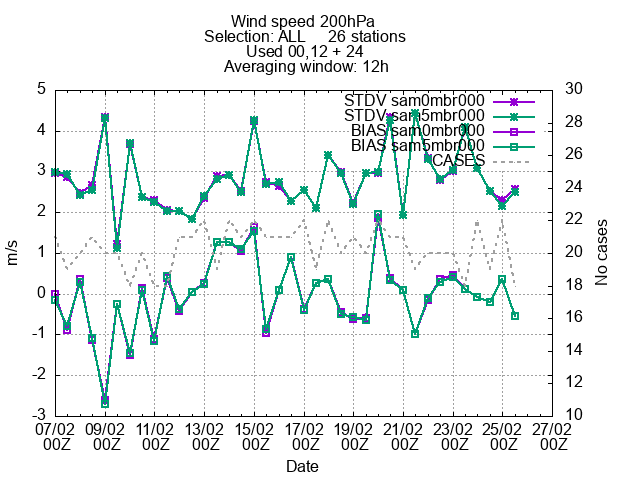 Wind speed 200hPa
Selection: ALL 26 stations
Used 00,12 + 24
Averaging window: 12h
STDV sam0mbr000
STDV sam5mbr000
BIAS sam0mbr000
BIAS sam5mbr000
CASES
m/s
5
4
3
2
1
0
-1
-2
-3
No cases
30
28
26
24
22
20
18
16
14
12
10
07/02 09/02 11/02 13/02 15/02 17/02 19/02 21/02 23/02 25/02 27/02
00Z 00Z 00Z 00Z 00Z 00Z 00Z 00Z 00Z 00Z 00Z
Date